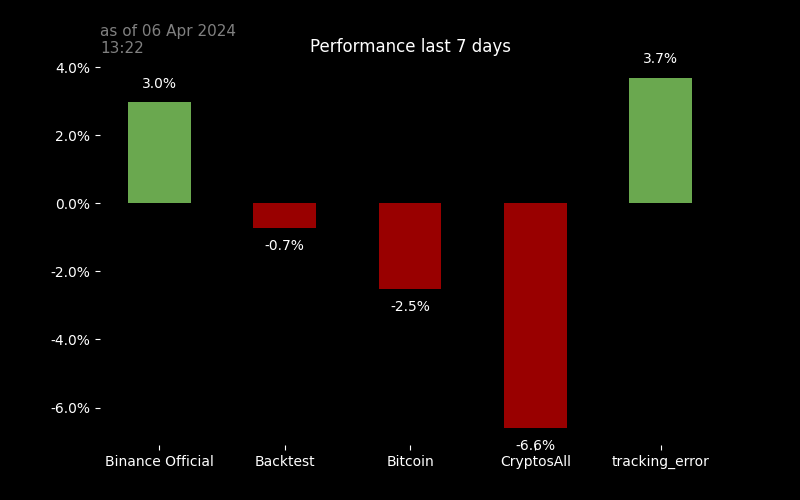 as of 06 Apr 2024
13:22
Performance last 7 days
4.0%
2.0%
0.0%
-2.0%
-4.0%
-6.0%
3.0%
-0.7%
-2.5%
-6.6%
3.7%
Binance Official
Backtest
Bitcoin
CryptosAll
tracking_error